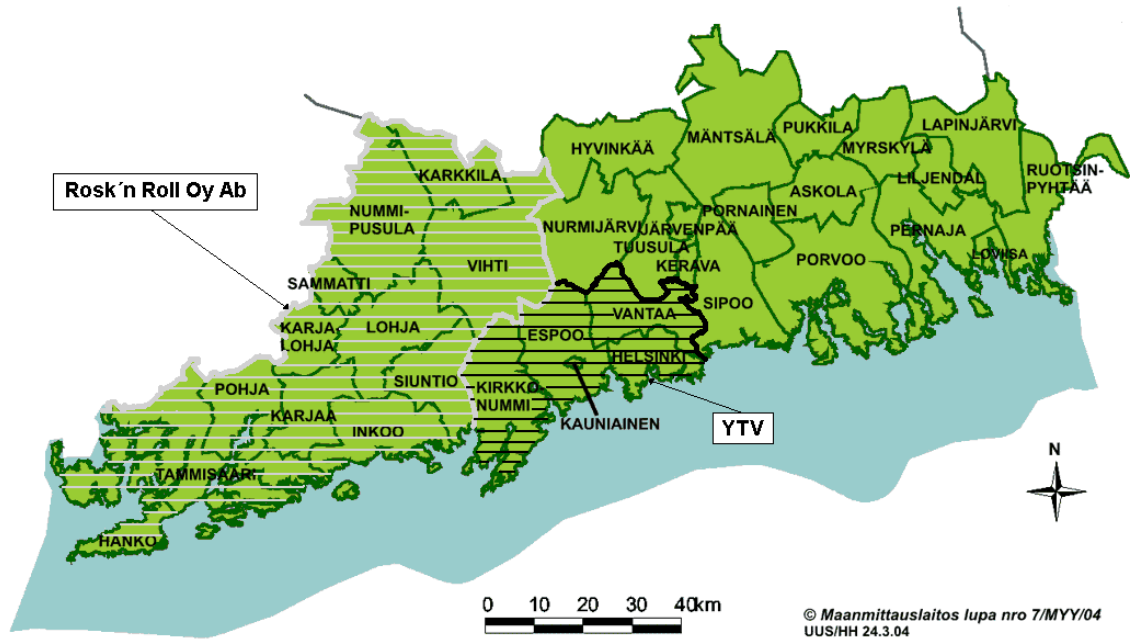 LAPINJÄRVI
PUKKILA
MÄNTSÄLÄ
MYRSKYLÄ
HYVINKÄÄ
RUOTSIN-
PYHTÄÄ
KARKKILA
LILJENDAL
Rosk´n Roll Oy Ab
ASKOLA
NUMMI-
PUSULA
PORNAINEN
NURMIJÄRVI
JÄRVENPÄÄ
PERNAJA
TUUSULA
LOVIISA
PORVOO
VIHTI
KERAVA
SAMMATTI
SIPOO
VANTAA
KARJA
LOHJA
LOHJA
ESPOO
HELSINKI
SIUNTIO
POHJA
KIRKKO
NUMMI
KARJAA
KAUNIAINEN
INKOO
YTV
N
TAMMISAARI
HANKO
0 10 20 30 40km
© Maanmittauslaitos lupa nro 7/MYY/04
UUS/HH 24.3.04